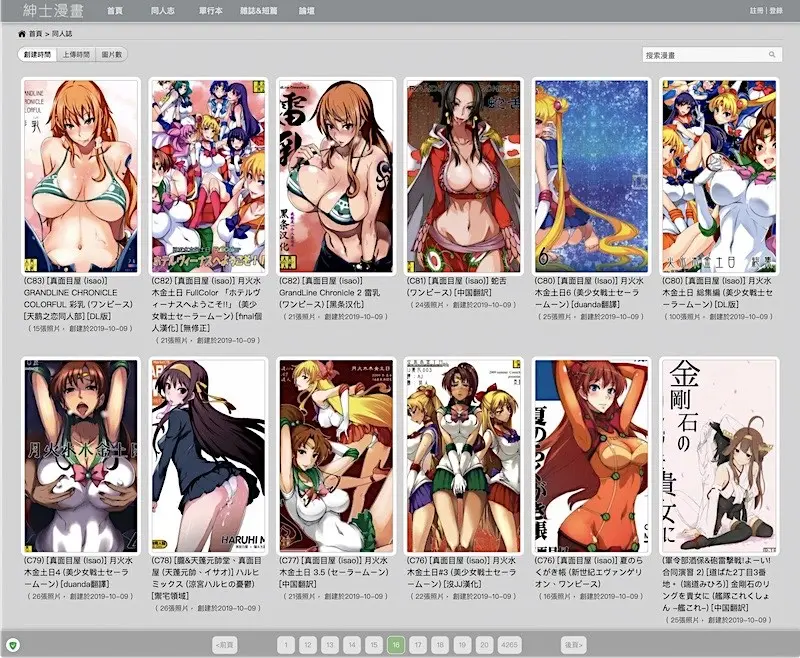 紳士漫畫
首頁
同人志
單行本
雜誌&短篇
論壇
註冊 | 登錄
首頁 > 同人誌
創建時間
上傳時間
圖片數
搜索漫畫
(C83) [真面目屋 (isao)]
GRANDLINE CHRONICLE
COLORFUL 彩乳 (ワンピース)
[天鵝之恋同人部] [DL版]
( 15張照片, 創建於2019-10-09 )
(C82) [真面目屋 (isao)] 月火水
木金土日 FullColor 「ホテルヴ
ィーナスへようこそ!!」 (美少
女戦士セーラームーン) [final個
人漢化] [無修正]
( 21張照片, 創建於2019-10-09 )
(C82) [真面目屋 (isao)]
GrandLine Chronicle 2 雷乳
(ワンピース) [黑条汉化]
( 21張照片, 創建於2019-10-09 )
(C81) [真面目屋 (isao)] 蛇舌
(ワンピース) [中国翻訳]
( 24張照片, 創建於2019-10-09 )
(C80) [真面目屋 (isao)] 月火水
木金土日6 (美少女戦士セーラ
ームーン) [duanda翻譯]
( 25張照片, 創建於2019-10-09 )
(C80) [真面目屋 (isao)] 月火水
木金土日 総集編 (美少女戦士セ
ーラームーン) [DL版]
( 100張照片, 創建於2019-10-09 )
雷乳
黑条汉化
(C79) [真面目屋 (isao)] 月火水
木金土日4 (美少女戦士セーラ
ームーン) [duanda翻譯]
( 26張照片, 創建於2019-10-09 )
(C78) [朧&天蓬元帥堂、真面目
屋 (天蓬元帥、イサオ)] ハルヒ
ミックス (涼宮ハルヒの憂鬱)
[禦宅領域]
( 26張照片, 創建於2019-10-09 )
(C77) [真面目屋 (isao)] 月火水
木金土日 3.5 (セーラームーン)
[中国翻訳]
( 21張照片, 創建於2019-10-09 )
(C76) [真面目屋 (isao)] 月火水
木金土日#3 (美少女戦士セーラ
ームーン) [沒JJ漢化]
( 22張照片, 創建於2019-10-09 )
(C76) [真面目屋 (isao)] 夏のら
くがき帳 (新世紀エヴァンゲリ
オン、ワンピース)
( 16張照片, 創建於2019-10-09 )
(軍令部酒保&砲雷撃戦!よーい!
合同演習 2) [道ばた2丁目3番
地。 (端道みひろ)] 金剛石のリ
ングを貴女に (艦隊これくしょ
ん -艦これ-) [中国翻訳]
( 25張照片, 創建於2019-10-09 )
月火水木金土日
金剛石の
貴女に
<前頁
1 12 13 14 15 16 17 18 19 20 4265
後頁>